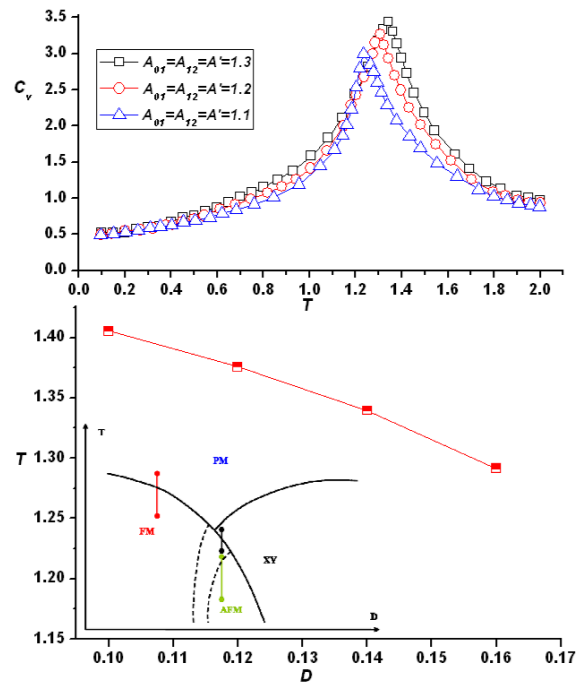 3.5
3.0
2.5
2.0
1.5
1.0
0.5
0.0
C_v
A_01=A_12=A'=1.3
A_01=A_12=A'=1.2
A_01=A_12=A'=1.1
0.0 0.2 0.4 0.6 0.8 1.0 1.2 1.4 1.6 1.8 2.0
T
1.40
1.35
1.30
1.25
1.20
1.15
T
T
PM
FM
XY
AFM
D
0.10 0.11 0.12 0.13 0.14 0.15 0.16 0.17
D